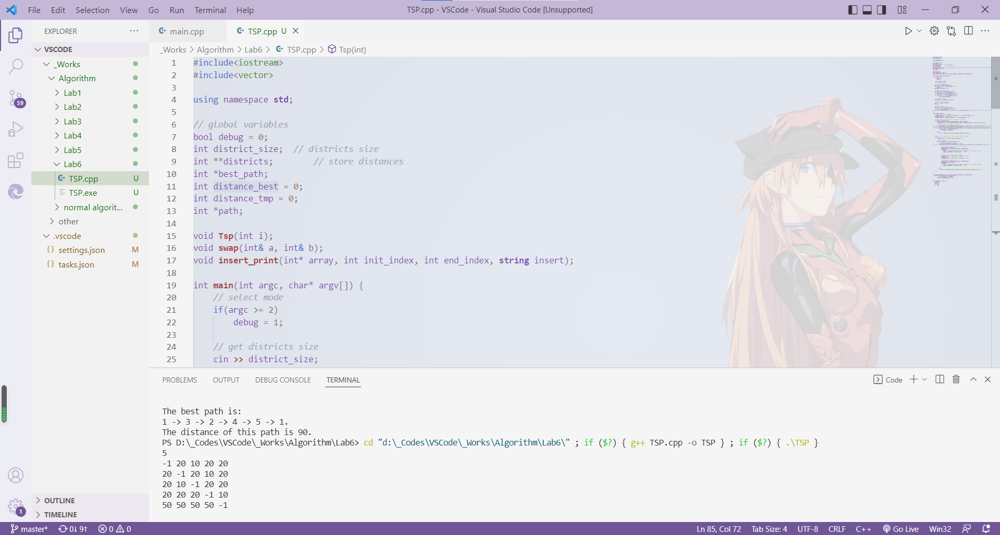 File Edit Selection View Go Run Terminal Help
TSP.cpp - VSCode - Visual Studio Code [Unsupported]
EXPLORER
VSCODE
_Works
Algorithm
Lab1
Lab2
Lab3
Lab4
Lab5
Lab6
TSP.cpp U
TSP.exe U
normal algorit...
other
.vscode
settings.json M
tasks.json M
OUTLINE
TIMELINE
59
1
main.cpp
TSP.cpp U
_Works > Algorithm > Lab6 > TSP.cpp > Tsp(int)
1 #include<iostream>
2 #include<vector>
3
4 using namespace std;
5
6 // global variables
7 bool debug = 0;
8 int district_size;  // districts size
9 int **districts;        // store distances
10 int *best_path;
11 int distance_best = 0;
12 int distance_tmp = 0;
13 int *path;
14
15 void Tsp(int i);
16 void swap(int& a, int& b);
17 void insert_print(int* array, int init_index, int end_index, string insert);
18
19 int main(int argc, char* argv[]) {
20     // select mode
21     if(argc >= 2)
22         debug = 1;
23
24     // get districts size
25     cin >> district_size;
PROBLEMS OUTPUT DEBUG CONSOLE TERMINAL
Code
The best path is:
1 -> 3 -> 2 -> 4 -> 5 -> 1.
The distance of this path is 90.
PS D:\_Codes\VSCode\_Works\Algorithm\Lab6> cd "d:\_Codes\VSCode\_Works\Algorithm\Lab6\" ; if ($?) { g++ TSP.cpp -o TSP } ; if ($?) { .\TSP }
5
-1 20 10 20 20
20 -1 20 10 20
20 10 -1 20 20
20 20 20 -1 10
50 50 50 50 -1
master* 0↓ 9↑ 0 0
Ln 85, Col 72 Tab Size: 4 UTF-8 CRLF C++ Go Live Win32